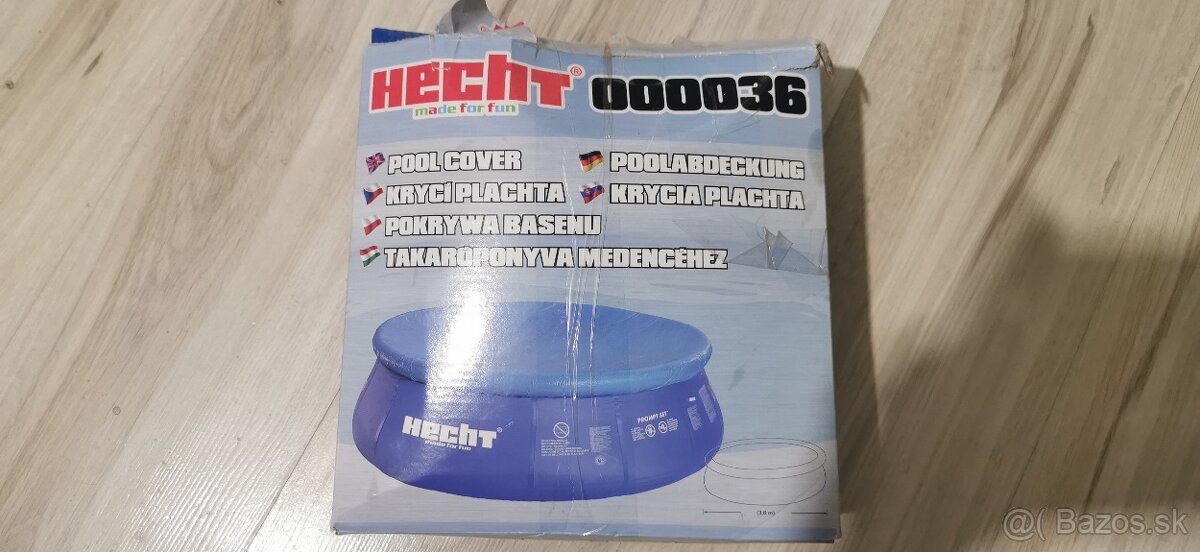 HECHT® 000036
made for fun
POOL COVER
POOLABDECKUNG
KRYCÍ PLACHTA
KRYCIA PLACHTA
POKRYWA BASENU
TAKARÓPONYVA MEDENCÉHEZ
HECHT®
made for fun
PROMPT SET
(3,6 m)
@( Bazos.sk